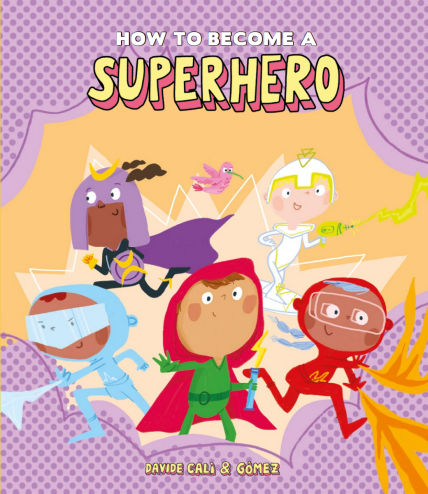 HOW TO BECOME A
SUPERHERO
DAVIDE CALÌ & GÓMEZ